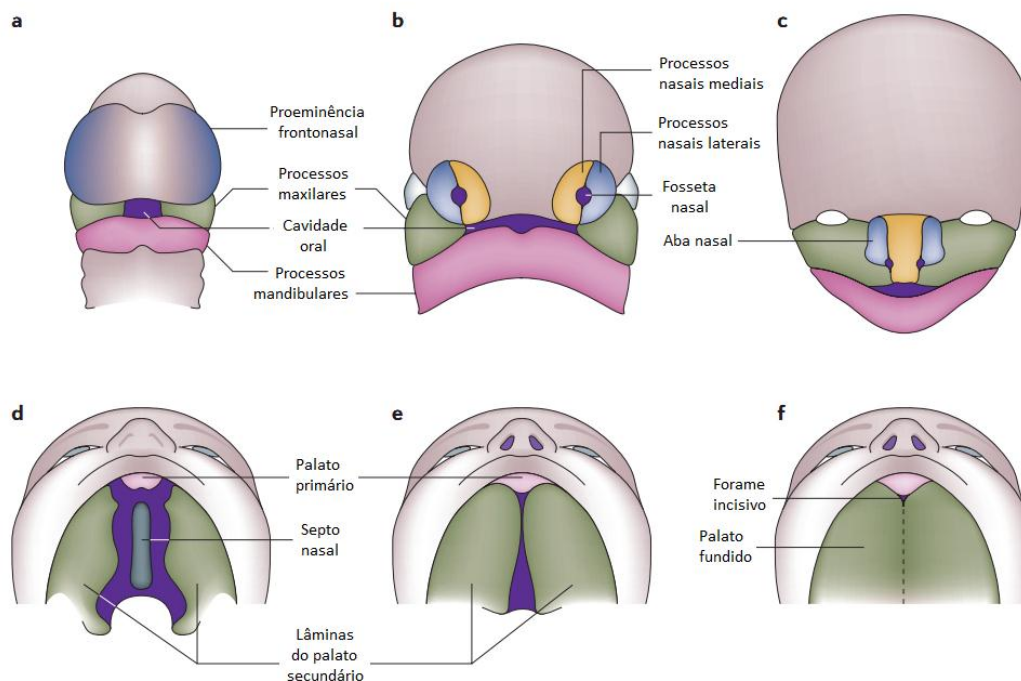 a
b
c
Proeminência
frontonasal
Processos
maxilares
Cavidade
oral
Processos
mandibulares
Processos
nasais mediais
Processos
nasais laterais
Fosseta
nasal
Aba nasal
d
e
f
Palato
primário
Septo
nasal
Lâminas
do palato
secundário
Forame
incisivo
Palato
fundido